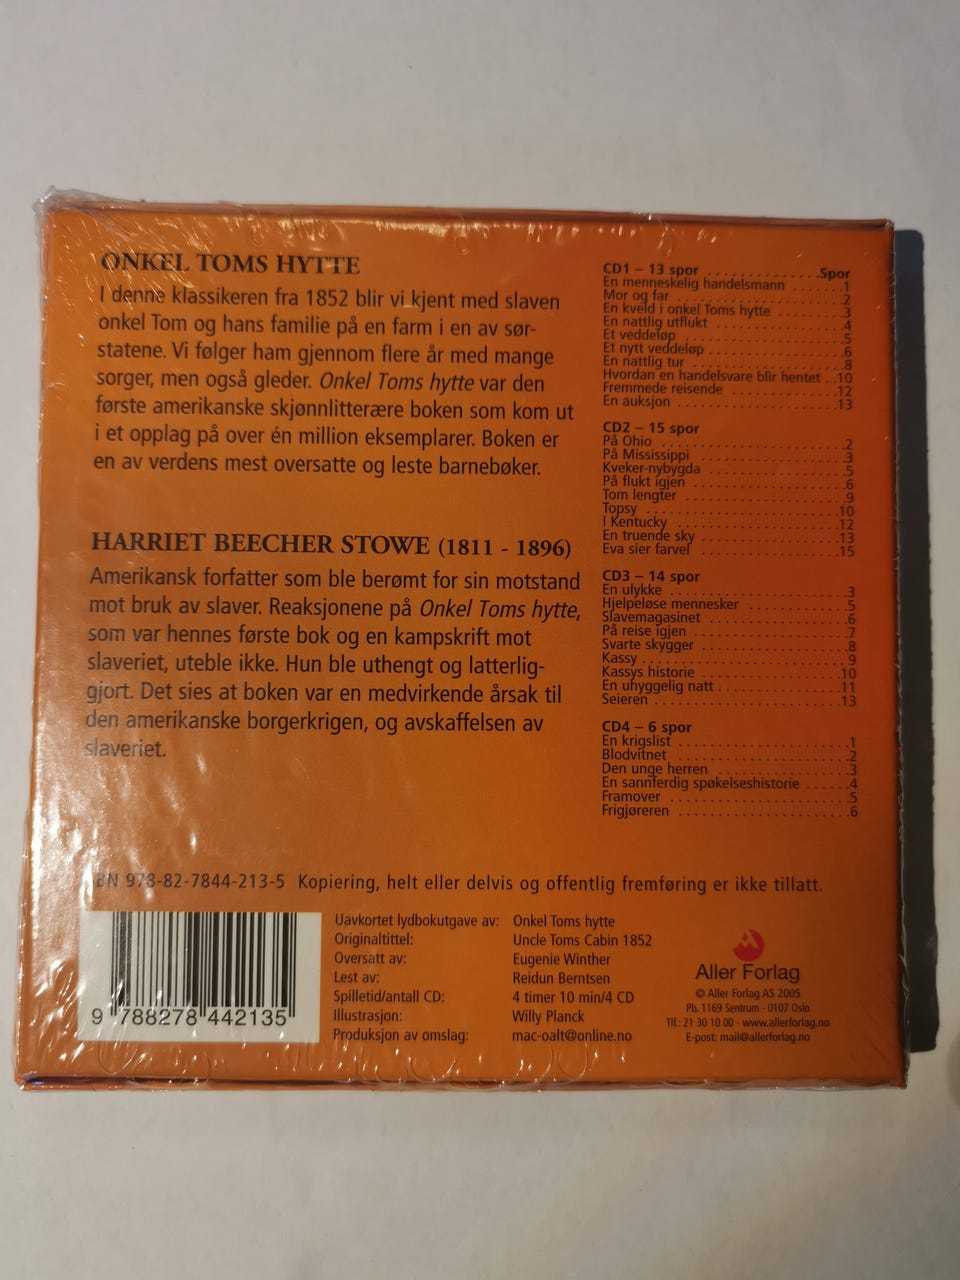 ONKEL TOMS HYTTE
I denne klassikeren fra 1852 blir vi kjent med slaven
onkel Tom og hans familie på en farm i en av sør-
statene. Vi følger ham gjennom flere år med mange
sorger, men også gleder. Onkel Toms hytte var den
første amerikanske skjønnlitterære boken som kom ut
i et opplag på over én million eksemplarer. Boken er
en av verdens mest oversatte og leste barnebøker.
HARRIET BEECHER STOWE (1811 - 1896)
Amerikansk forfatter som ble berømt for sin motstand
mot bruk av slaver. Reaksjonene på Onkel Toms hytte,
som var hennes første bok og en kampskrift mot
slaveriet, uteble ikke. Hun ble uthengt og latterlig-
gjort. Det sies at boken var en medvirkende årsak til
den amerikanske borgerkrigen, og avskaffelsen av
slaveriet.
CD1 – 13 spor .............Spor
En menneskelig handelsmann ......1
Mor og far ......2
En kveld i onkel Toms hytte ......3
En nattlig utflukt ......4
Et veddeløp ......5
Et nytt veddeløp ......6
En nattlig tur ......8
Hvordan en handelsvare blir hentet ..10
Fremmede reisende ......12
En auksjon ......13
CD2 – 15 spor
På Ohio ......2
På Mississippi ......3
Kveker-nybygda ......5
På flukt igjen ......6
Tom lengter ......9
Topsy ......10
I Kentucky ......12
En truende sky ......13
Eva sier farvel ......15
CD3 – 14 spor
En ulykke ......3
Hjelpeløse mennesker ......5
Slavemagasinet ......6
På reise igjen ......7
Svarte skygger ......8
Kassy ......9
Kassys historie ......10
En uhyggelig natt ......11
Seieren ......13
CD4 – 6 spor
En krigslist ......1
Blodvitnet ......2
Den unge herren ......3
En sannferdig spøkelseshistorie ......4
Framover ......5
Frigjøreren ......6
BN 978-82-7844-213-5 Kopiering, helt eller delvis og offentlig fremføring er ikke tillatt.
9 788278 442135
Uavkortet lydbokutgave av: Onkel Toms hytte
Originaltittel: Uncle Toms Cabin 1852
Oversatt av: Eugenie Winther
Lest av: Reidun Berntsen
Spilletid/antall CD: 4 timer 10 min/4 CD
Illustrasjon: Willy Planck
Produksjon av omslag: mac-oalt@online.no
Aller Forlag
© Aller Forlag AS 2005
Pb. 1169 Sentrum - 0107 Oslo
Tlf.: 21 30 10 00 - www.allerforlag.no
E-post: mail@allerforlag.no